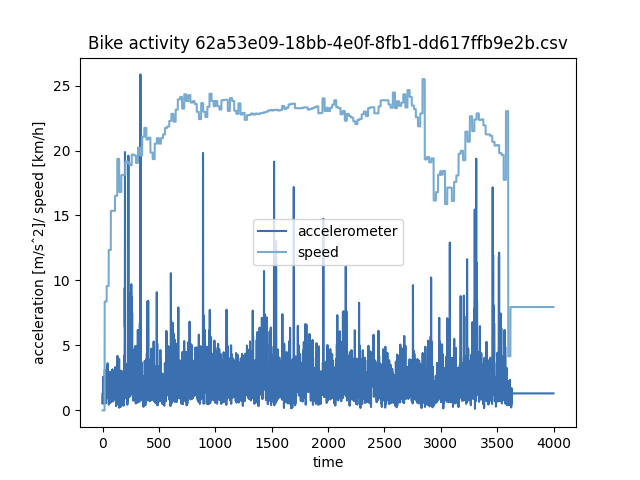 Bike activity 62a53e09-18bb-4e0f-8fb1-dd617ffb9e2b.csv
acceleration [m/s^2]/ speed [km/h]
25
20
15
10
5
0
accelerometer
speed
0 500 1000 1500 2000 2500 3000 3500 4000
time